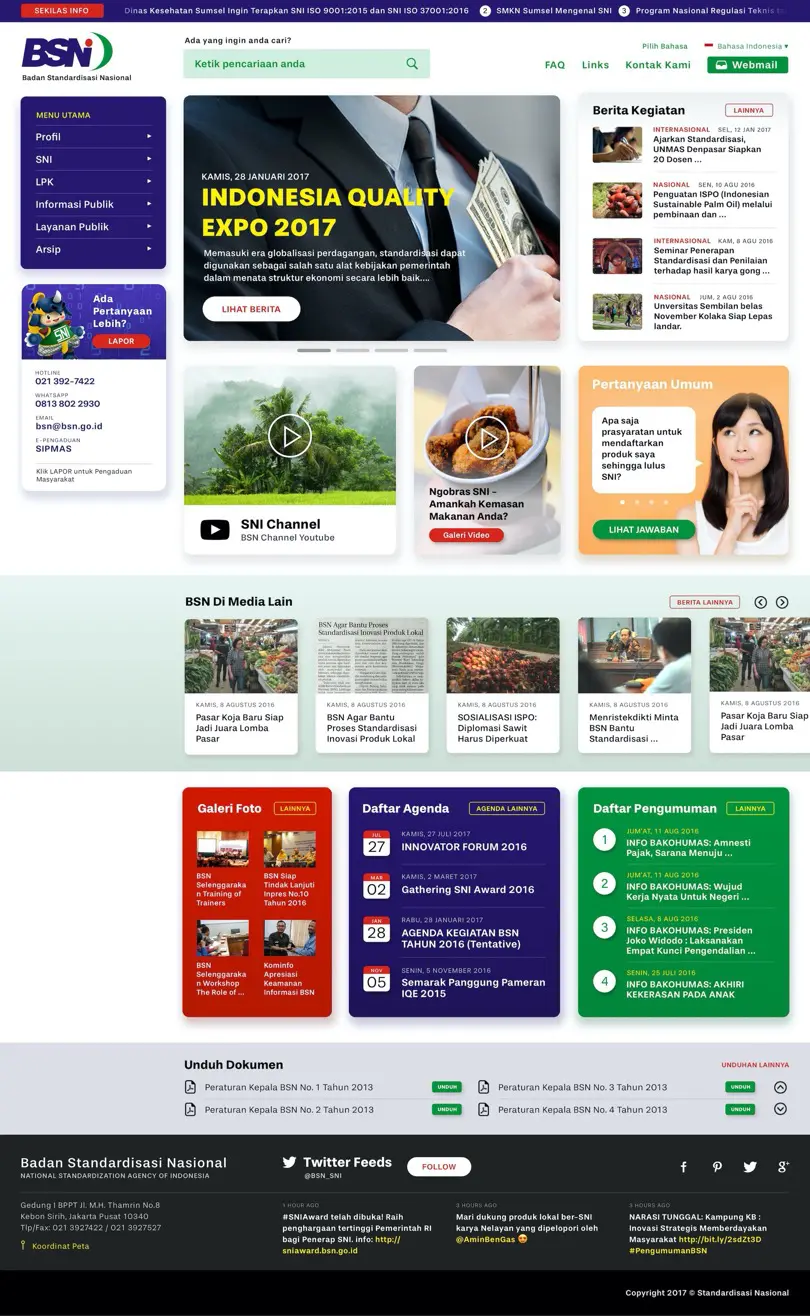 SEKILAS INFO
Dinas Kesehatan Sumsel Ingin Terapkan SNI ISO 9001:2015 dan SNI ISO 37001:2016
2 SMKN Sumsel Mengenal SNI
3 Program Nasional Regulasi Teknis
BSN
Badan Standardisasi Nasional
Ada yang ingin anda cari?
Ketik pencariaan anda
Pilih Bahasa
Bahasa Indonesia
FAQ
Links
Kontak Kami
Webmail
MENU UTAMA
Profil
SNI
LPK
Informasi Publik
Layanan Publik
Arsip
Ada
Pertanyaan
Lebih?
LAPOR
SNI
HOTLINE
021 392-7422
WHATSAPP
0813 802 2930
EMAIL
bsn@bsn.go.id
E-PENGADUAN
SIPMAS
Klik LAPOR untuk Pengaduan
Masyarakat
KAMIS, 28 JANUARI 2017
INDONESIA QUALITY
EXPO 2017
Memasuki era globalisasi perdagangan, standardisasi dapat
digunakan sebagai salah satu alat kebijakan pemerintah
dalam menata struktur ekonomi secara lebih baik....
LIHAT BERITA
Berita Kegiatan
LAINNYA
INTERNASIONAL SEL, 12 JAN 2017
Ajarkan Standardisasi,
UNMAS Denpasar Siapkan
20 Dosen ...
NASIONAL SEN, 10 AGU 2016
Penguatan ISPO (Indonesian
Sustainable Palm Oil) melalui
pembinaan dan ...
INTERNASIONAL KAM, 8 AGU 2016
Seminar Penerapan
Standardisasi dan Penilaian
terhadap hasil karya gong ...
NASIONAL JUM, 2 AGU 2016
Unversitas Sembilan belas
November Kolaka Siap Lepas
landar.
SNI Channel
BSN Channel Youtube
Ngobras SNI -
Amankah Kemasan
Makanan Anda?
Galeri Video
Pertanyaan Umum
Apa saja
prasyaratan untuk
mendaftarkan
produk saya
sehingga lulus
SNI?
LIHAT JAWABAN
BSN Di Media Lain
BERITA LAINNYA
KAMIS, 8 AGUSTUS 2016
Pasar Koja Baru Siap
Jadi Juara Lomba
Pasar
BSN Agar Bantu Proses
Standardisasi Inovasi Produk Lokal
KAMIS, 8 AGUSTUS 2016
BSN Agar Bantu
Proses Standardisasi
Inovasi Produk Lokal
KAMIS, 8 AGUSTUS 2016
SOSIALISASI ISPO:
Diplomasi Sawit
Harus Diperkuat
KAMIS, 8 AGUSTUS 2016
Menristekdikti Minta
BSN Bantu
Standardisasi ...
KAMIS, 8 AGUSTUS 2016
Pasar Koja Baru Siap
Jadi Juara Lomba
Pasar
Galeri Foto
LAINNYA
BSN
Selenggaraka
n Training of
Trainers
BSN Siap
Tindak Lanjuti
Inpres No.10
Tahun 2016
BSN
Selenggaraka
n Workshop
The Role of ...
Kominfo
Apresiasi
Keamanan
Informasi BSN
Daftar Agenda
AGENDA LAINNYA
JUL
27
KAMIS, 27 JULI 2017
INNOVATOR FORUM 2016
MAR
02
KAMIS, 2 MARET 2017
Gathering SNI Award 2016
JAN
28
RABU, 28 JANUARI 2017
AGENDA KEGIATAN BSN
TAHUN 2016 (Tentative)
NOV
05
SENIN, 5 NOVEMBER 2016
Semarak Panggung Pameran
IQE 2015
Daftar Pengumuman
LAINNYA
1
JUM'AT, 11 AUG 2016
INFO BAKOHUMAS: Amnesti
Pajak, Sarana Menuju ...
2
JUM'AT, 11 AUG 2016
INFO BAKOHUMAS: Wujud
Kerja Nyata Untuk Negeri ...
3
SELASA, 8 AUG 2016
INFO BAKOHUMAS: Presiden
Joko Widodo : Laksanakan
Empat Kunci Pengendalian ...
4
SENIN, 25 JULI 2016
INFO BAKOHUMAS: AKHIRI
KEKERASAN PADA ANAK
Unduh Dokumen
UNDUHAN LAINNYA
Peraturan Kepala BSN No. 1 Tahun 2013
UNDUH
Peraturan Kepala BSN No. 3 Tahun 2013
UNDUH
Peraturan Kepala BSN No. 2 Tahun 2013
UNDUH
Peraturan Kepala BSN No. 4 Tahun 2013
UNDUH
Badan Standardisasi Nasional
NATIONAL STANDARDIZATION AGENCY OF INDONESIA
Twitter Feeds
@BSN_SNI
FOLLOW
Gedung I BPPT Jl. M.H. Thamrin No.8
Kebon Sirih, Jakarta Pusat 10340
Tlp/Fax: 021 3927422 / 021 3927527
Koordinat Peta
1 HOUR AGO
#SNIAward telah dibuka! Raih
penghargaan tertinggi Pemerintah RI
bagi Penerap SNI. info: http://
sniaward.bsn.go.id
3 HOURS AGO
Mari dukung produk lokal ber-SNI
karya Nelayan yang dipelopori oleh
@AminBenGas 😍
3 HOURS AGO
NARASI TUNGGAL: Kampung KB :
Inovasi Strategis Memberdayakan
Masyarakat http://bit.ly/2sdZt3D
#PengumumanBSN
Copyright 2017 © Standardisasi Nasional